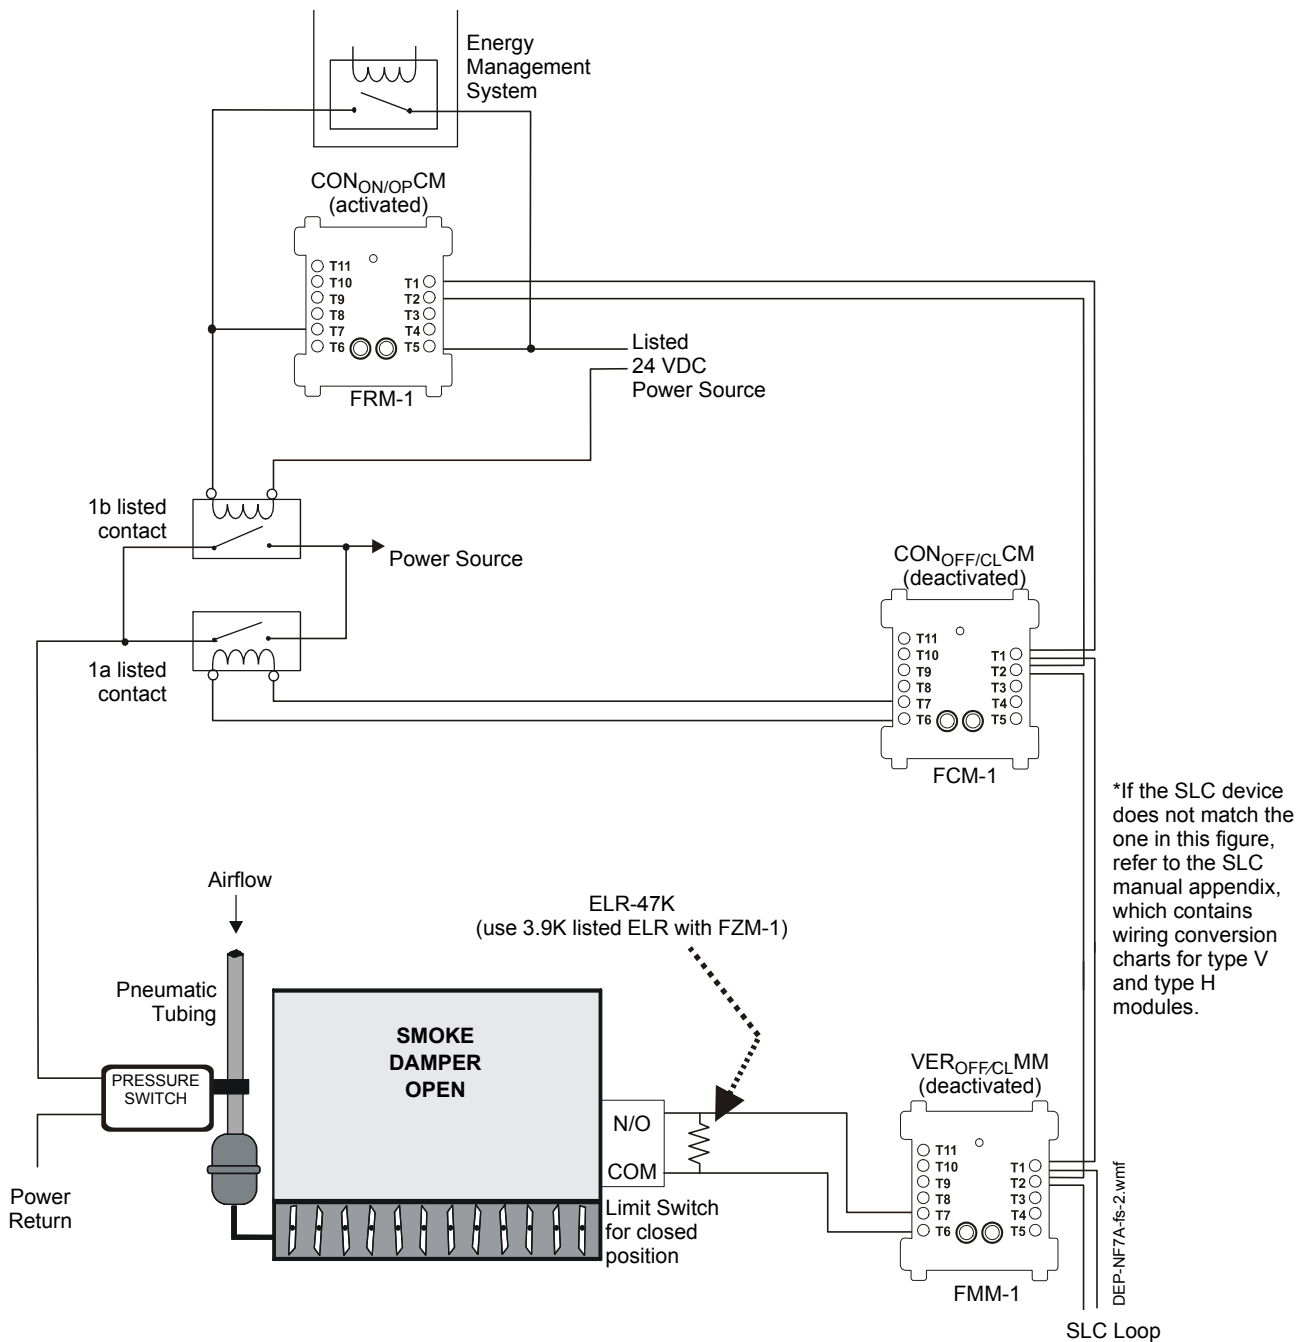 Energy
Management
System
CONON/OPCM
(activated)
T11
T10
T9
T8
T7
T6
T1
T2
T3
T4
T5
FRM-1
Listed
24 VDC
Power Source
1b listed
contact
Power Source
1a listed
contact
CONOFF/CLCM
(deactivated)
T11
T10
T9
T8
T7
T6
T1
T2
T3
T4
T5
FCM-1
*If the SLC device
does not match the
one in this figure,
refer to the SLC
manual appendix,
which contains
wiring conversion
charts for type V
and type H
modules.
Airflow
Pneumatic
Tubing
ELR-47K
(use 3.9K listed ELR with FZM-1)
SMOKE
DAMPER
OPEN
PRESSURE
SWITCH
N/O
COM
Power
Return
Limit Switch
for closed
position
VEROFF/CLMM
(deactivated)
T11
T10
T9
T8
T7
T6
T1
T2
T3
T4
T5
FMM-1
DEP-NF7A-fs-2.wmf
SLC Loop